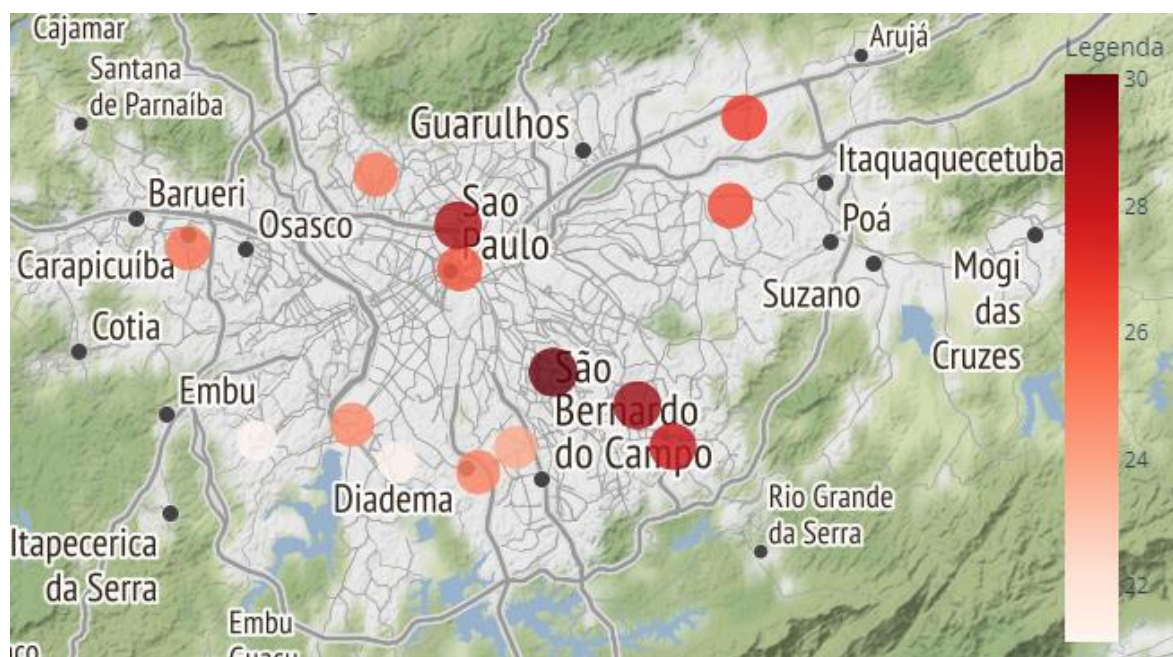 Cajamar
Santana
de Parnaíba
Arujá
Legenda
30
Guarulhos
Itaquaquecetuba
Barueri
Sao
Paulo
Osasco
Poá
28
Carapicuíba
Mogi
das
Cruzes
Suzano
26
Cotia
Embu
São
Bernardo
do Campo
24
Diadema
Rio Grande
da Serra
Itapecerica
da Serra
22
Embu